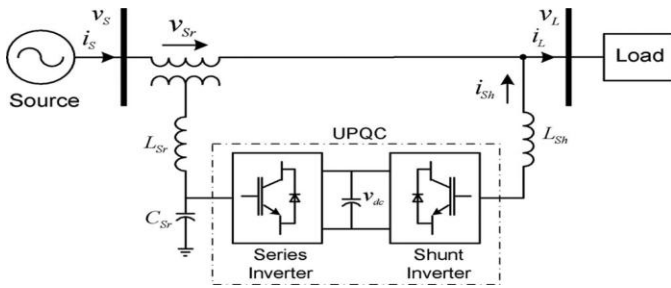 v_S
v_Sr
v_L
i_S
i_L
Load
Source
i_Sh
UPQC
L_Sr
L_Sh
v_dc
C_Sr
Series
Inverter
Shunt
Inverter